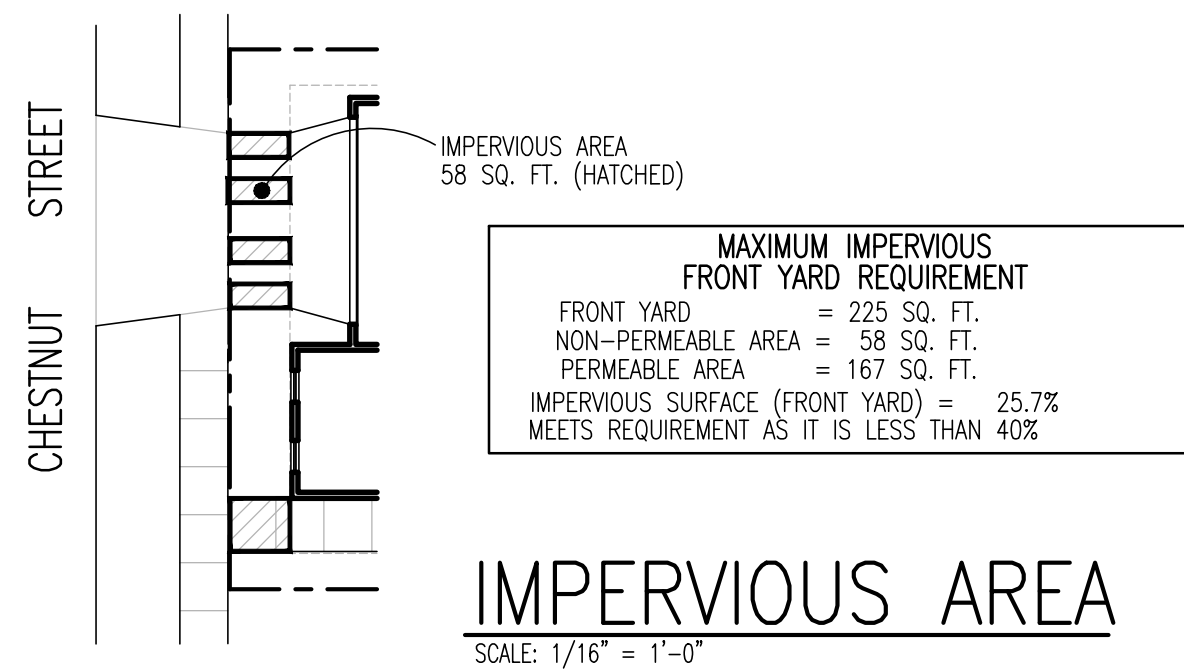 CHESTNUT STREET
IMPERVIOUS AREA
58 SQ. FT. (HATCHED)
MAXIMUM IMPERVIOUS
FRONT YARD REQUIREMENT
FRONT YARD = 225 SQ. FT.
NON-PERMEABLE AREA = 58 SQ. FT.
PERMEABLE AREA = 167 SQ. FT.
IMPERVIOUS SURFACE (FRONT YARD) = 25.7%
MEETS REQUIREMENT AS IT IS LESS THAN 40%
IMPERVIOUS AREA
SCALE: 1/16" = 1'-0"